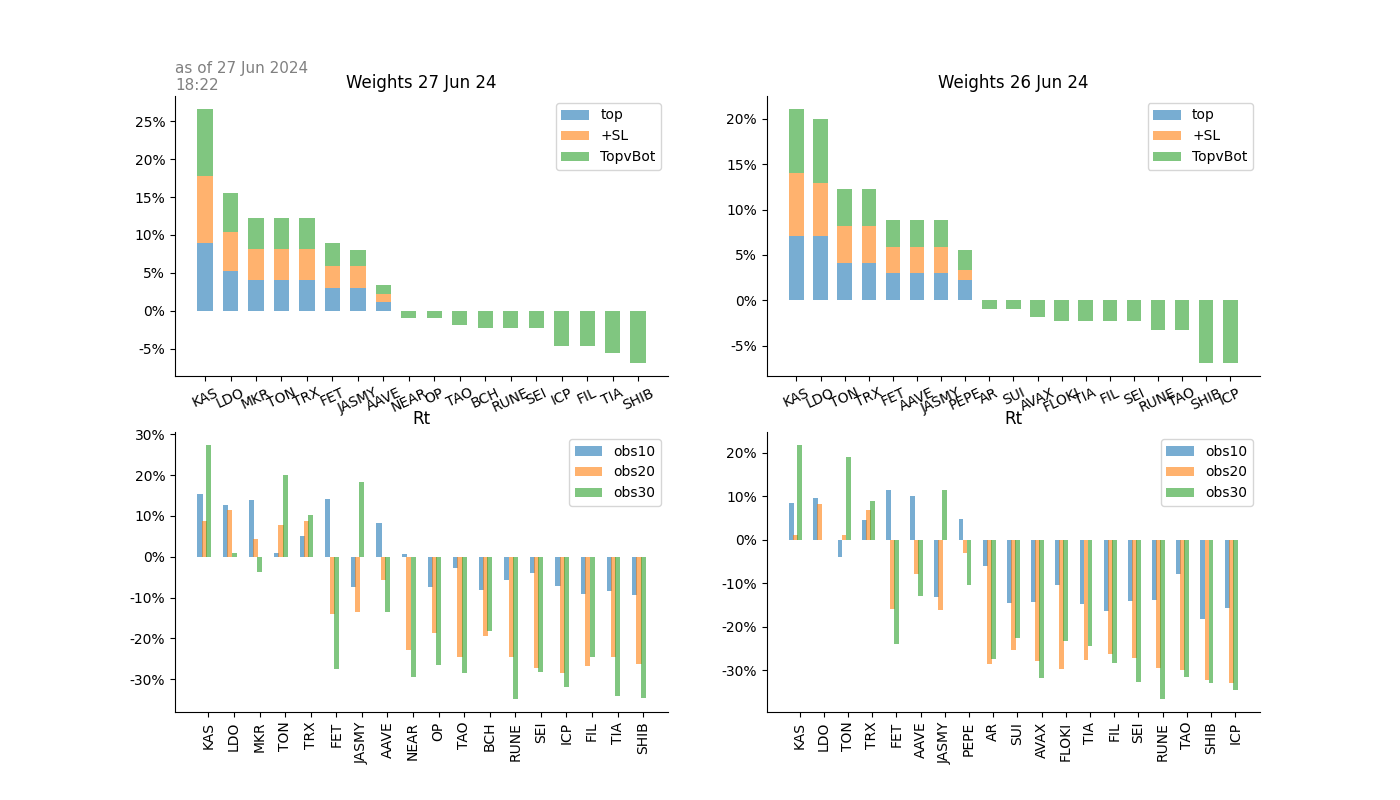 as of 27 Jun 2024
18:22
Weights 27 Jun 24
25%
20%
15%
10%
5%
0%
-5%
top
+SL
TopvBot
KAS LDO MKR TON TRX FET JASMY AAVE NEAR OP TAO BCH RUNE SEI ICP FIL TIA SHIB
Weights 26 Jun 24
20%
15%
10%
5%
0%
-5%
top
+SL
TopvBot
KAS LDO TON TRX FET AAVE JASMY PEPE AR SUI AVAX FLOKI TIA FIL SEI RUNE TAO SHIB ICP
Rt
30%
20%
10%
0%
-10%
-20%
-30%
obs10
obs20
obs30
KAS LDO MKR TON TRX FET JASMY AAVE NEAR OP TAO BCH RUNE SEI ICP FIL TIA SHIB
Rt
20%
10%
0%
-10%
-20%
-30%
obs10
obs20
obs30
KAS LDO TON TRX FET AAVE JASMY PEPE AR SUI AVAX FLOKI TIA FIL SEI RUNE TAO SHIB ICP